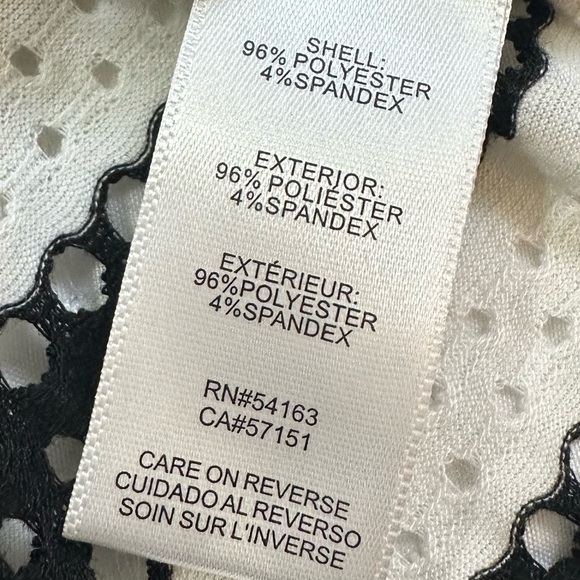 SHELL:
96% POLYESTER
4%SPANDEX
EXTERIOR:
96% POLIÉSTER
4%SPANDEX
EXTÉRIEUR:
96%POLYESTER
4%SPANDEX
RN#54163
CA#57151
CARE ON REVERSE
CUIDADO AL REVERSO
SOIN SUR L'INVERSE